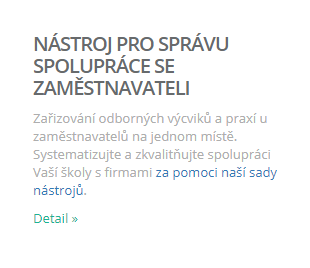 NÁSTROJ PRO SPRÁVU
SPOLUPRÁCE SE
ZAMĚSTNAVATELI
Zařizování odborných výcviků a praxí u
zaměstnavatelů na jednom místě.
Systematizujte a zkvalitňujte spolupráci
Vaší školy s firmami za pomoci naší sady
nástrojů.
Detail »